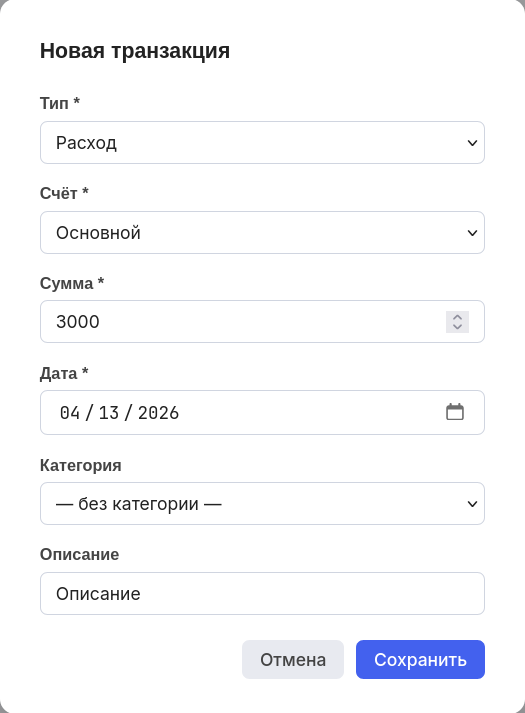 Новая транзакция
Тип *
Расход
Счёт *
Основной
Сумма *
3000
Дата *
04 / 13 / 2026
Категория
— без категории —
Описание
Описание
Отмена
Сохранить